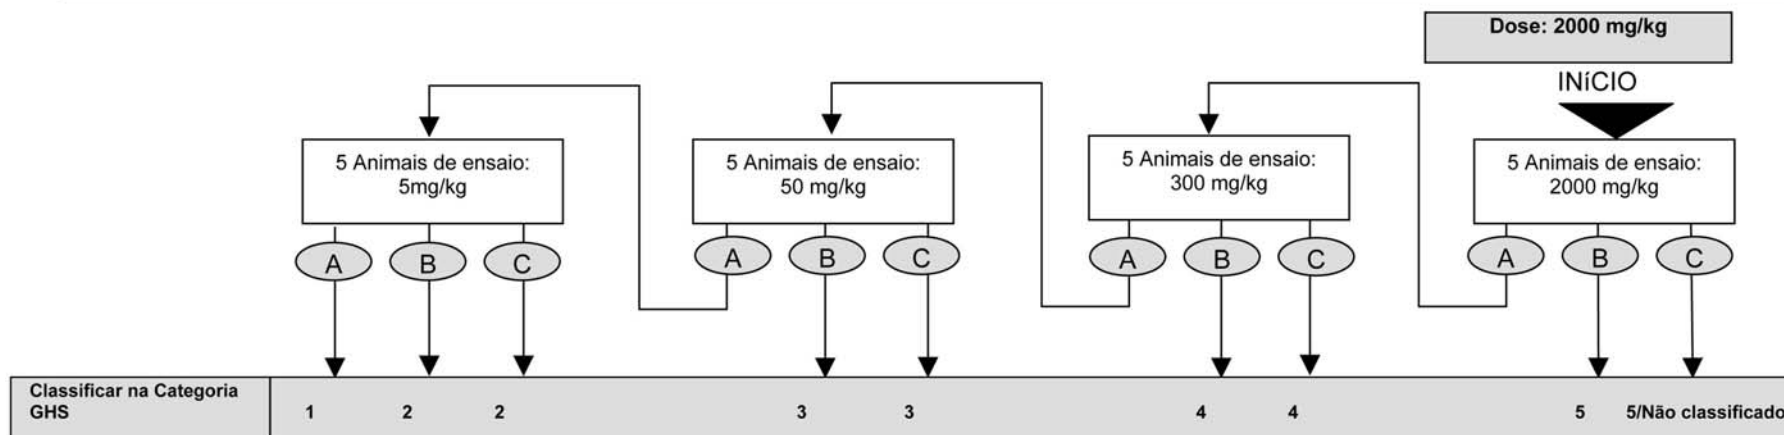 Dose: 2000 mg/kg
INíCIO
5 Animais de ensaio:
5mg/kg
5 Animais de ensaio:
50 mg/kg
5 Animais de ensaio:
300 mg/kg
5 Animais de ensaio:
2000 mg/kg
A B C A B C A B C A B C
Classificar na Categoria
GHS 1 2 2 3 3 4 4 5 5/Não classificado